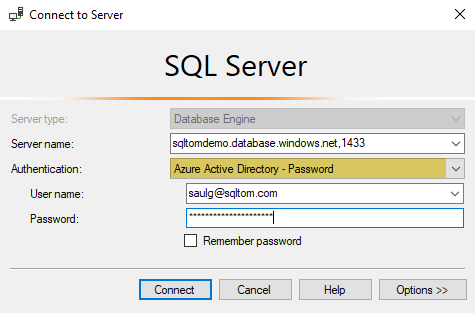 Connect to Server
SQL Server
Server type: Database Engine
Server name: sqltomdemo.database.windows.net,1433
Authentication: Azure Active Directory - Password
User name: saulg@sqltom.com
Password: *********************
Remember password
Connect Cancel Help Options >>